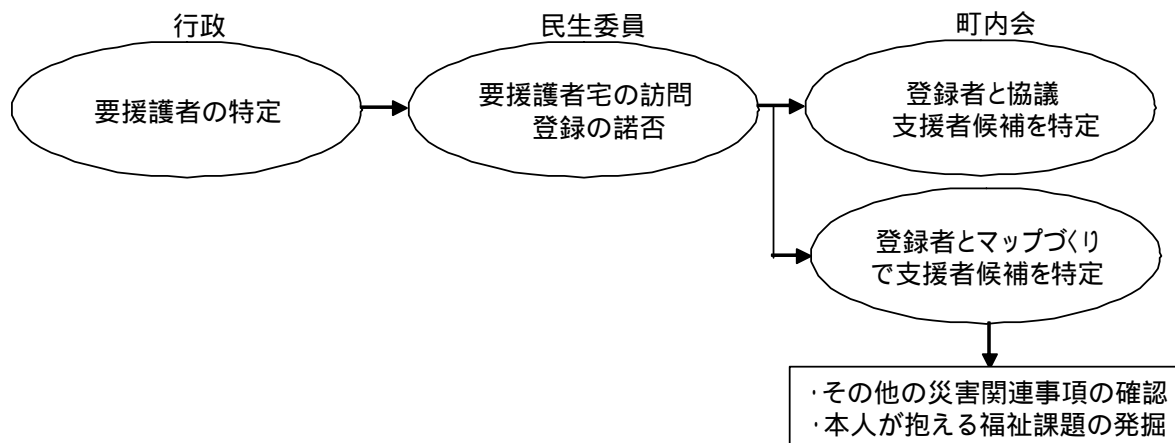 行政
民生委員
町内会
要援護者の特定
要援護者宅の訪問
登録の諾否
登録者と協議
支援者候補を特定
登録者とマップづくり
で支援者候補を特定
・その他の災害関連事項の確認
・本人が抱える福祉課題の発掘